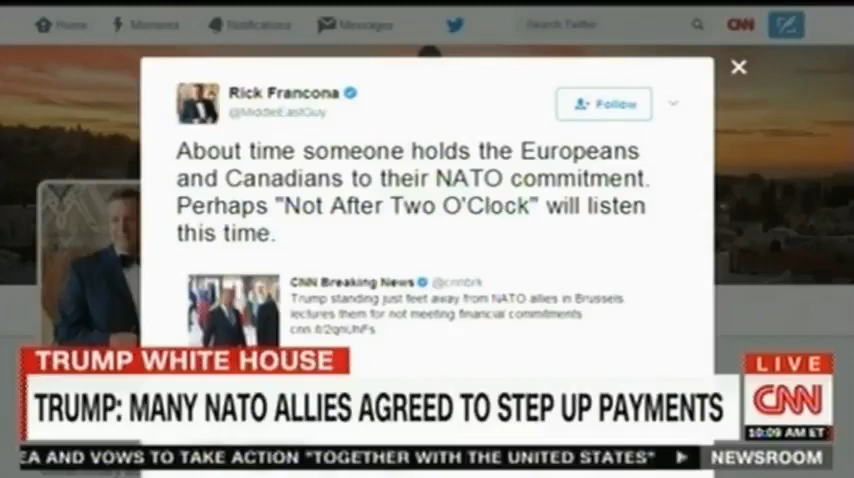 Home Moments Notifications Messages Search Twitter CNN
Rick Francona
@MiddleEastGuy
Follow
About time someone holds the Europeans
and Canadians to their NATO commitment.
Perhaps "Not After Two O'Clock" will listen
this time.
CNN Breaking News @cnnbrk
Trump standing just feet away from NATO allies in Brussels
lectures them for not meeting financial commitments
TRUMP WHITE HOUSE
LIVE
TRUMP: MANY NATO ALLIES AGREED TO STEP UP PAYMENTS
CNN
10:09 AM ET
EA AND VOWS TO TAKE ACTION "TOGETHER WITH THE UNITED STATES"
NEWSROOM